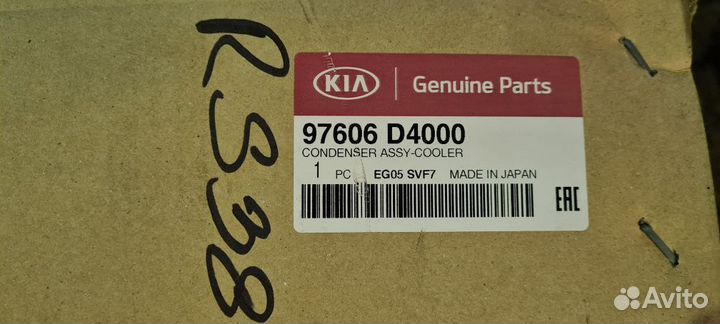 RS38
KIA Genuine Parts
97606 D4000
CONDENSER ASSY-COOLER
1 PC EG05 SVF7 MADE IN JAPAN
EAC
Avito